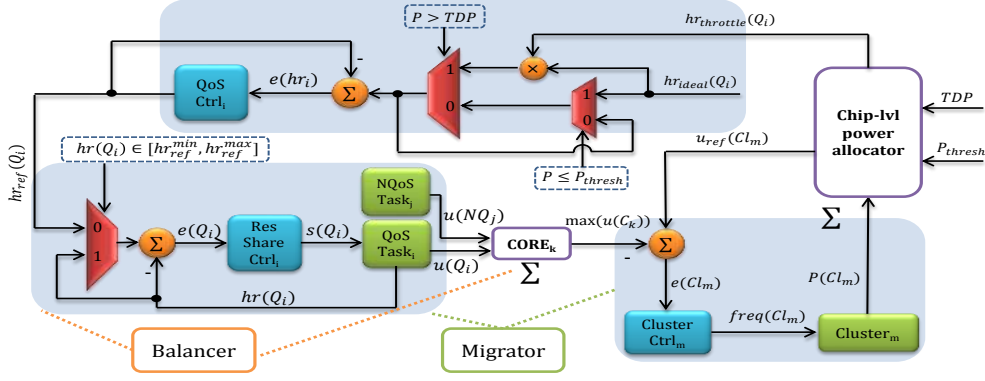 P > TDP
hr_throttle(Q_i)
1
×
hr_ideal(Q_i)
-
QoS
Ctrl_i
e(hr_i)
Σ
0
1
0
Chip-lvl
power
allocator
TDP
P_thresh
u_ref(Cl_m)
hr_ref(Q_i)
hr(Q_i) ∈ [hr_ref^min, hr_ref^max]
P ≤ P_thresh
NQoS
Task_j
u(NQ_j)
0
1
Σ
-
e(Q_i)
Res
Share
Ctrl_i
s(Q_i)
QoS
Task_i
u(Q_i)
CORE_k
Σ
max(u(C_k))
Σ
-
Σ
hr(Q_i)
e(Cl_m)
P(Cl_m)
Balancer
Migrator
Cluster
Ctrl_m
freq(Cl_m)
Cluster_m